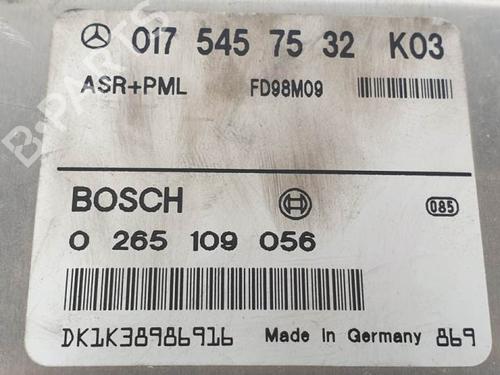 017 545 75 32 K03
ASR+PML FD98M09
BOSCH
085
0 265 109 056
DK1K38986916 Made in Germany 869
B-PARTS